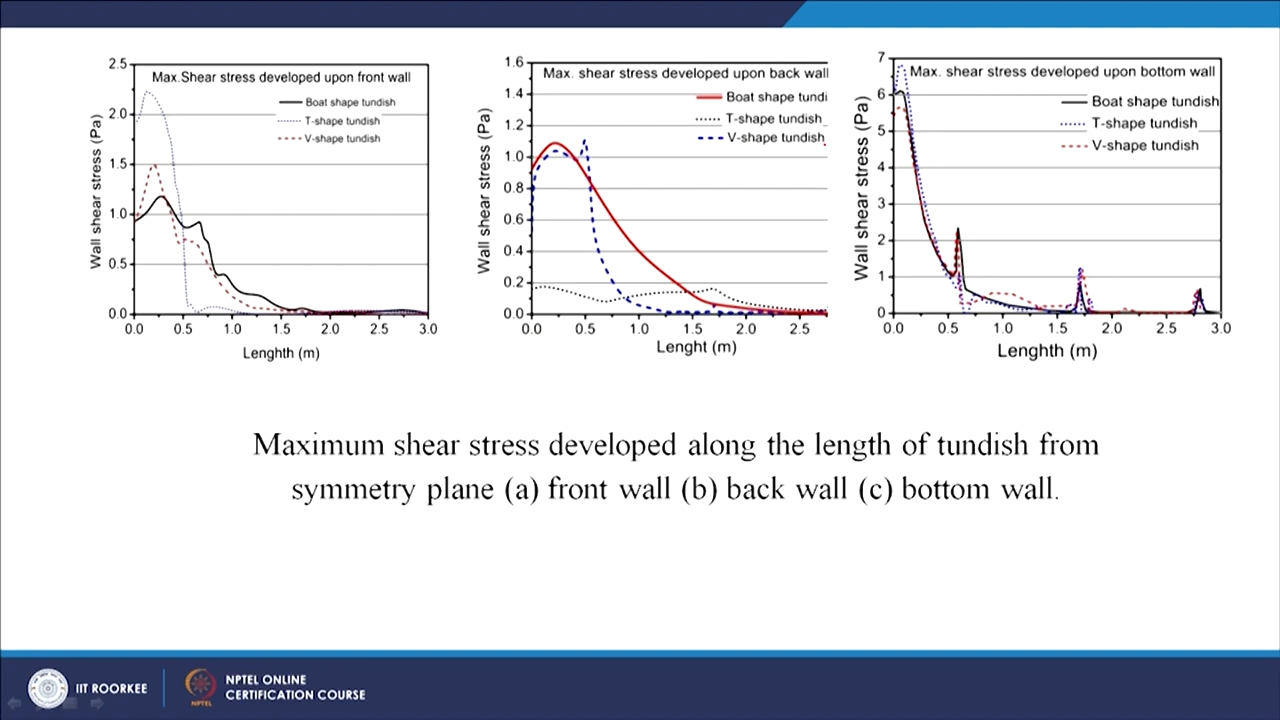 Max.Shear stress developed upon front wall
Boat shape tundish
T-shape tundish
V-shape tundish
Wall shear stress (Pa)
2.5
2.0
1.5
1.0
0.5
0.0
0.0 0.5 1.0 1.5 2.0 2.5 3.0
Lenghth (m)
Max. shear stress developed upon back wall
Boat shape tundi
T-shape tundish
V-shape tundish
Wall shear stress (Pa)
1.6
1.4
1.2
1.0
0.8
0.6
0.4
0.2
0.0
0.0 0.5 1.0 1.5 2.0 2.5
Lenght (m)
Max. shear stress developed upon bottom wall
Boat shape tundish
T-shape tundish
V-shape tundish
Wall shear stress (Pa)
7
6
5
4
3
2
1
0
0.0 0.5 1.0 1.5 2.0 2.5 3.0
Lenghth (m)
Maximum shear stress developed along the length of tundish from
symmetry plane (a) front wall (b) back wall (c) bottom wall.
IIT ROORKEE
NPTEL
NPTEL ONLINE
CERTIFICATION COURSE